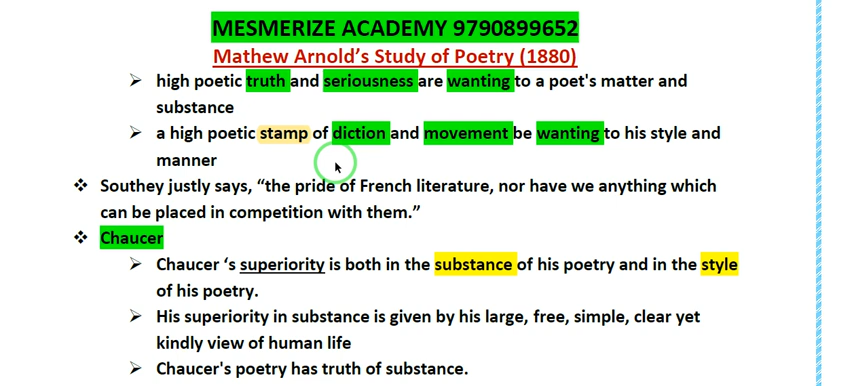 MESMERIZE ACADEMY 9790899652
Mathew Arnold’s Study of Poetry (1880)
➢ high poetic truth and seriousness are wanting to a poet's matter and
substance
➢ a high poetic stamp of diction and movement be wanting to his style and
manner
❖ Southey justly says, “the pride of French literature, nor have we anything which
can be placed in competition with them.”
❖ Chaucer
➢ Chaucer ‘s superiority is both in the substance of his poetry and in the style
of his poetry.
➢ His superiority in substance is given by his large, free, simple, clear yet
kindly view of human life
➢ Chaucer's poetry has truth of substance.